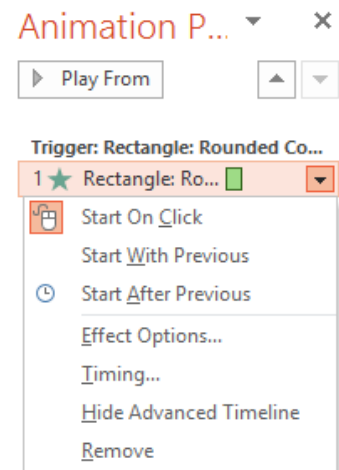 Animation P...
Play From
Trigger: Rectangle: Rounded Co...
1 Rectangle: Ro...
Start On Click
Start With Previous
Start After Previous
Effect Options...
Timing...
Hide Advanced Timeline
Remove